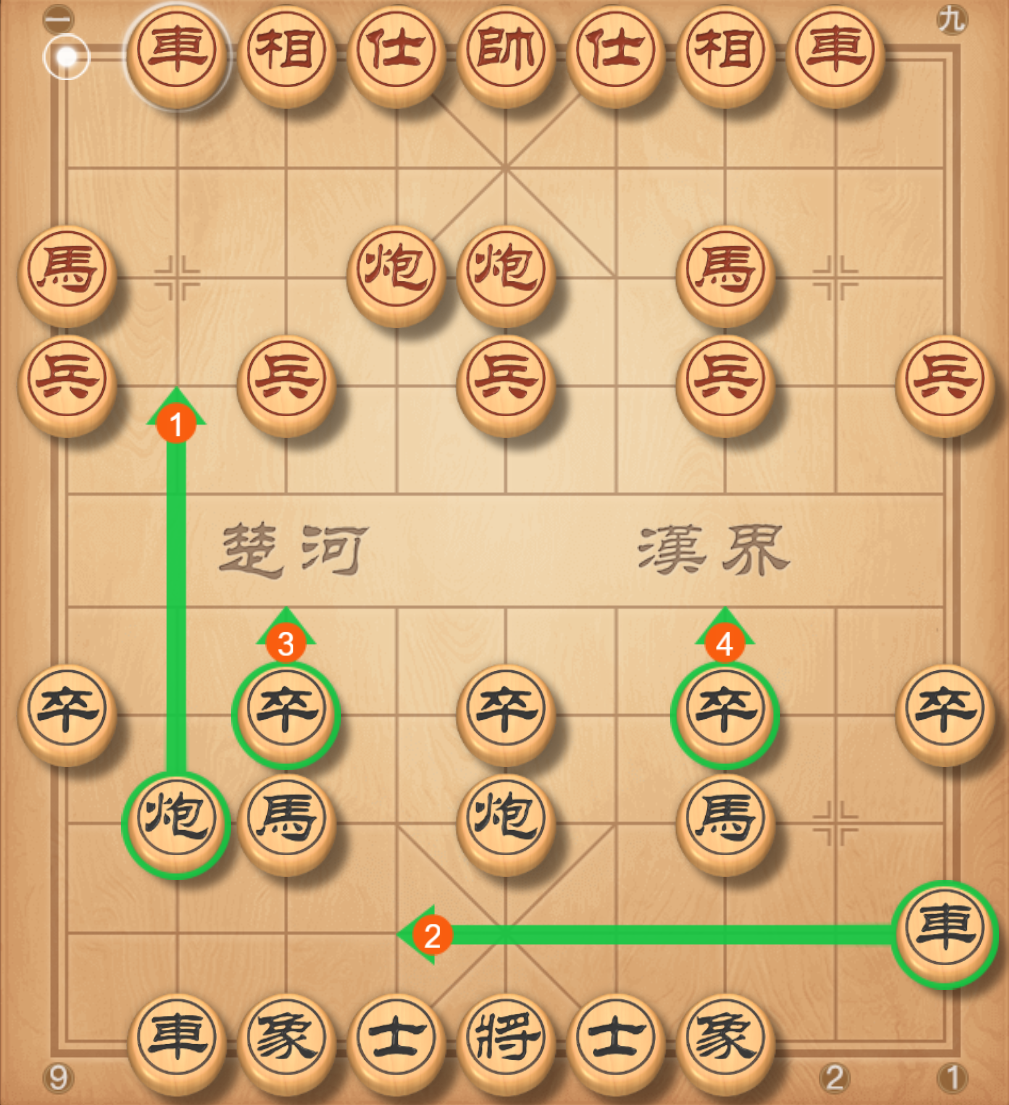 一 九
車 相 仕 帥 仕 相 車
馬 炮 炮 馬
兵 兵 兵 兵 兵
1
楚河 漢界
3 4
卒 卒 卒 卒 卒
炮 馬 炮 馬
2 車
車 象 士 將 士 象
9 2 1